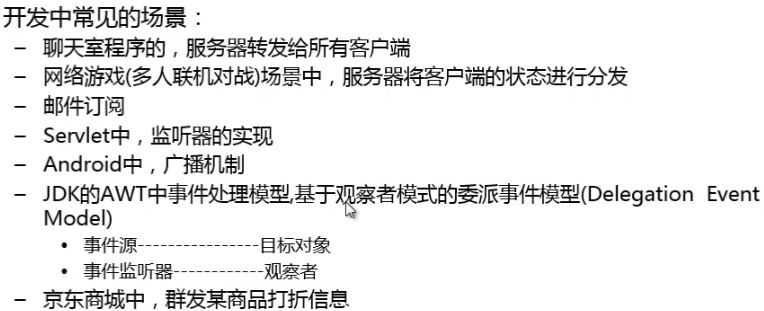 开发中常见的场景：
– 聊天室程序的，服务器转发给所有客户端
– 网络游戏(多人联机对战)场景中，服务器将客户端的状态进行分发
– 邮件订阅
– Servlet中，监听器的实现
– Android中，广播机制
– JDK的AWT中事件处理模型,基于观察者模式的委派事件模型(Delegation Event
Model)
• 事件源----------------目标对象
• 事件监听器------------观察者
– 京东商城中，群发某商品打折信息